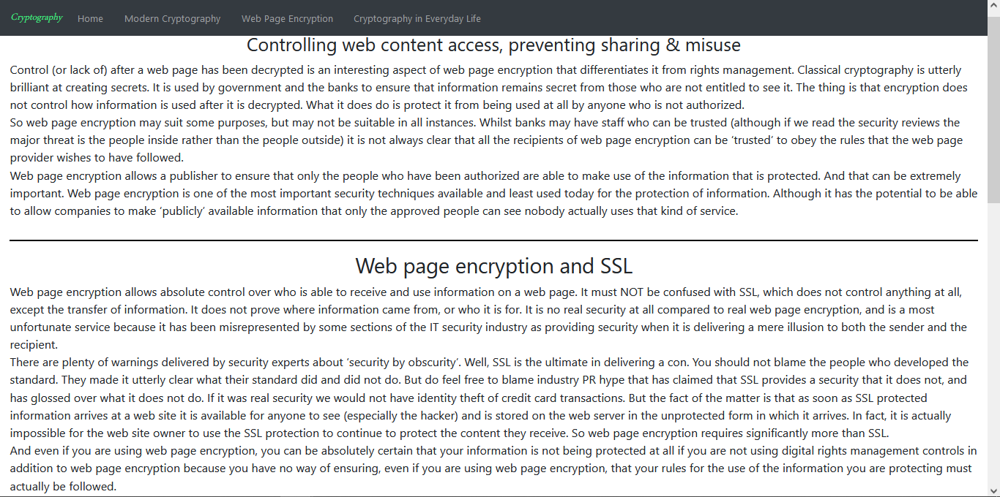 Cryptography Home Modern Cryptography Web Page Encryption Cryptography in Everyday Life
Controlling web content access, preventing sharing & misuse
Control (or lack of) after a web page has been decrypted is an interesting aspect of web page encryption that differentiates it from rights management. Classical cryptography is utterly
brilliant at creating secrets. It is used by government and the banks to ensure that information remains secret from those who are not entitled to see it. The thing is that encryption does
not control how information is used after it is decrypted. What it does do is protect it from being used at all by anyone who is not authorized.
So web page encryption may suit some purposes, but may not be suitable in all instances. Whilst banks may have staff who can be trusted (although if we read the security reviews the
major threat is the people inside rather than the people outside) it is not always clear that all the recipients of web page encryption can be ‘trusted’ to obey the rules that the web page
provider wishes to have followed.
Web page encryption allows a publisher to ensure that only the people who have been authorized are able to make use of the information that is protected. And that can be extremely
important. Web page encryption is one of the most important security techniques available and least used today for the protection of information. Although it has the potential to be able
to allow companies to make ‘publicly’ available information that only the approved people can see nobody actually uses that kind of service.
Web page encryption and SSL
Web page encryption allows absolute control over who is able to receive and use information on a web page. It must NOT be confused with SSL, which does not control anything at all,
except the transfer of information. It does not prove where information came from, or who it is for. It is no real security at all compared to real web page encryption, and is a most
unfortunate service because it has been misrepresented by some sections of the IT security industry as providing security when it is delivering a mere illusion to both the sender and the
recipient.
There are plenty of warnings delivered by security experts about ‘security by obscurity’. Well, SSL is the ultimate in delivering a con. You should not blame the people who developed the
standard. They made it utterly clear what their standard did and did not do. But do feel free to blame industry PR hype that has claimed that SSL provides a security that it does not, and
has glossed over what it does not do. If it was real security we would not have identity theft of credit card transactions. But the fact of the matter is that as soon as SSL protected
information arrives at a web site it is available for anyone to see (especially the hacker) and is stored on the web server in the unprotected form in which it arrives. In fact, it is actually
impossible for the web site owner to use the SSL protection to continue to protect the content they receive. So web page encryption requires significantly more than SSL.
And even if you are using web page encryption, you can be absolutely certain that your information is not being protected at all if you are not using digital rights management controls in
addition to web page encryption because you have no way of ensuring, even if you are using web page encryption, that your rules for the use of the information you are protecting must
actually be followed.